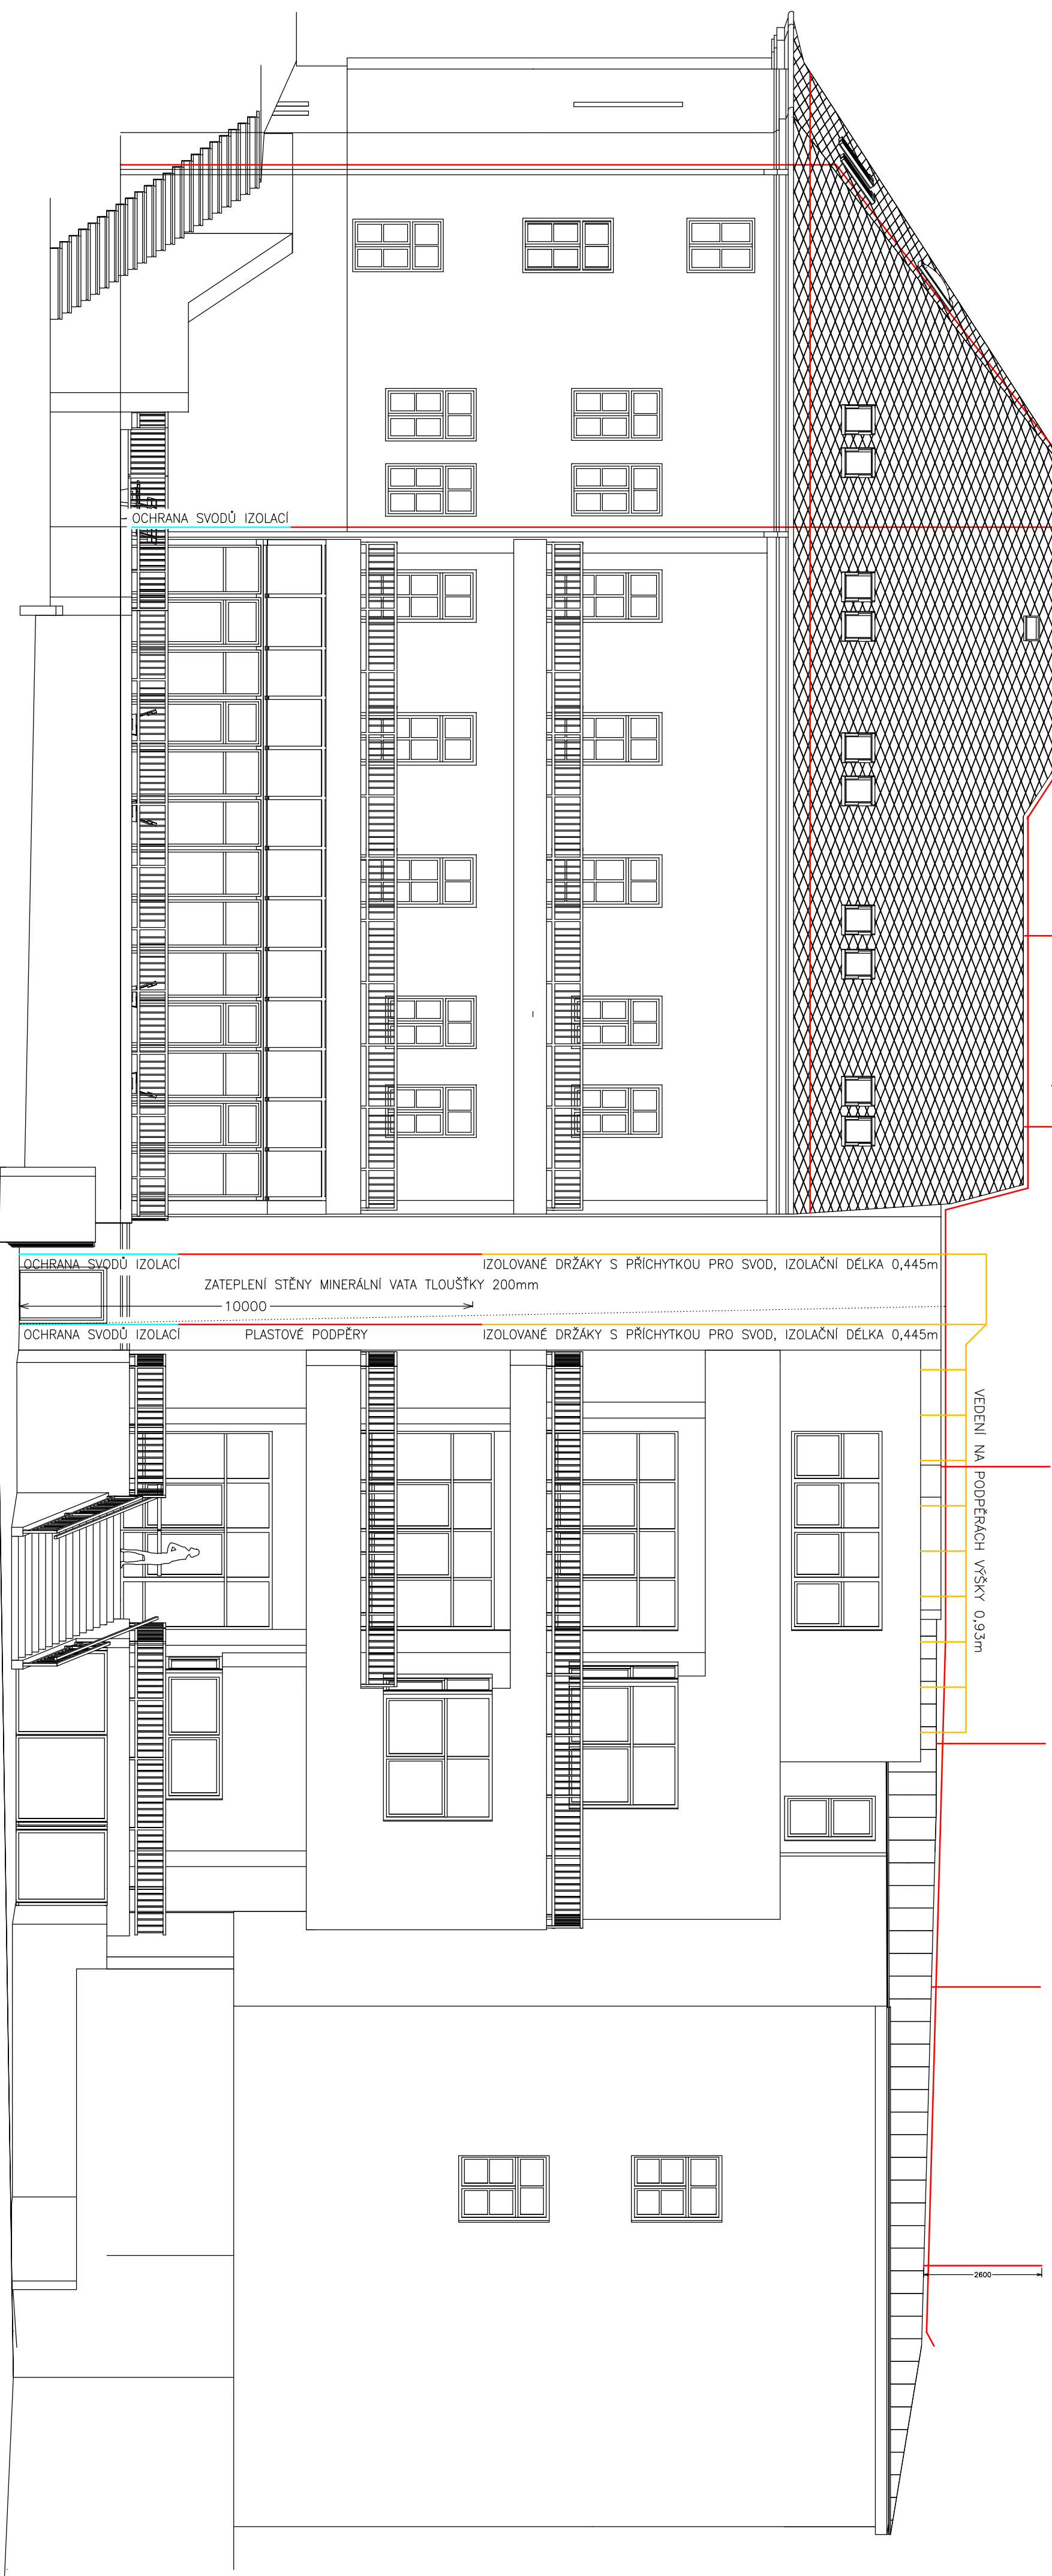 OCHRANA SVODŮ IZOLACÍ
OCHRANA SVODŮ IZOLACÍ
IZOLOVANÉ DRŽÁKY S PŘÍCHYTKOU PRO SVOD, IZOLAČNÍ DÉLKA 0,445m
ZATEPLENÍ STĚNY MINERÁLNÍ VATA TLOUŠŤKY 200mm
10000
OCHRANA SVODŮ IZOLACÍ
PLASTOVÉ PODPĚRY
IZOLOVANÉ DRŽÁKY S PŘÍCHYTKOU PRO SVOD, IZOLAČNÍ DÉLKA 0,445m
VEDENÍ NA PODPĚRÁCH VÝŠKY 0,93m
2600